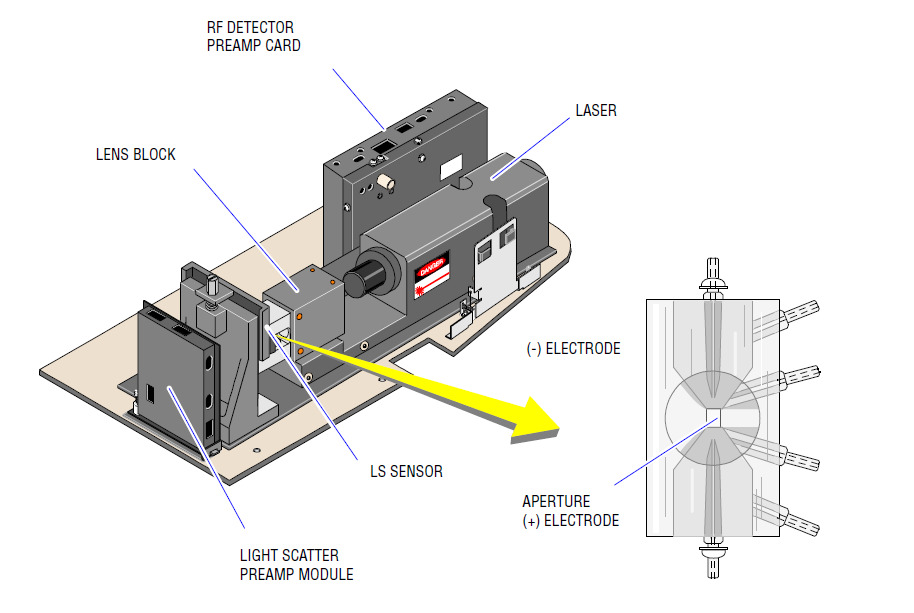 RF DETECTOR
PREAMP CARD
LASER
LENS BLOCK
DANGER
(-) ELECTRODE
LS SENSOR
APERTURE
(+) ELECTRODE
LIGHT SCATTER
PREAMP MODULE